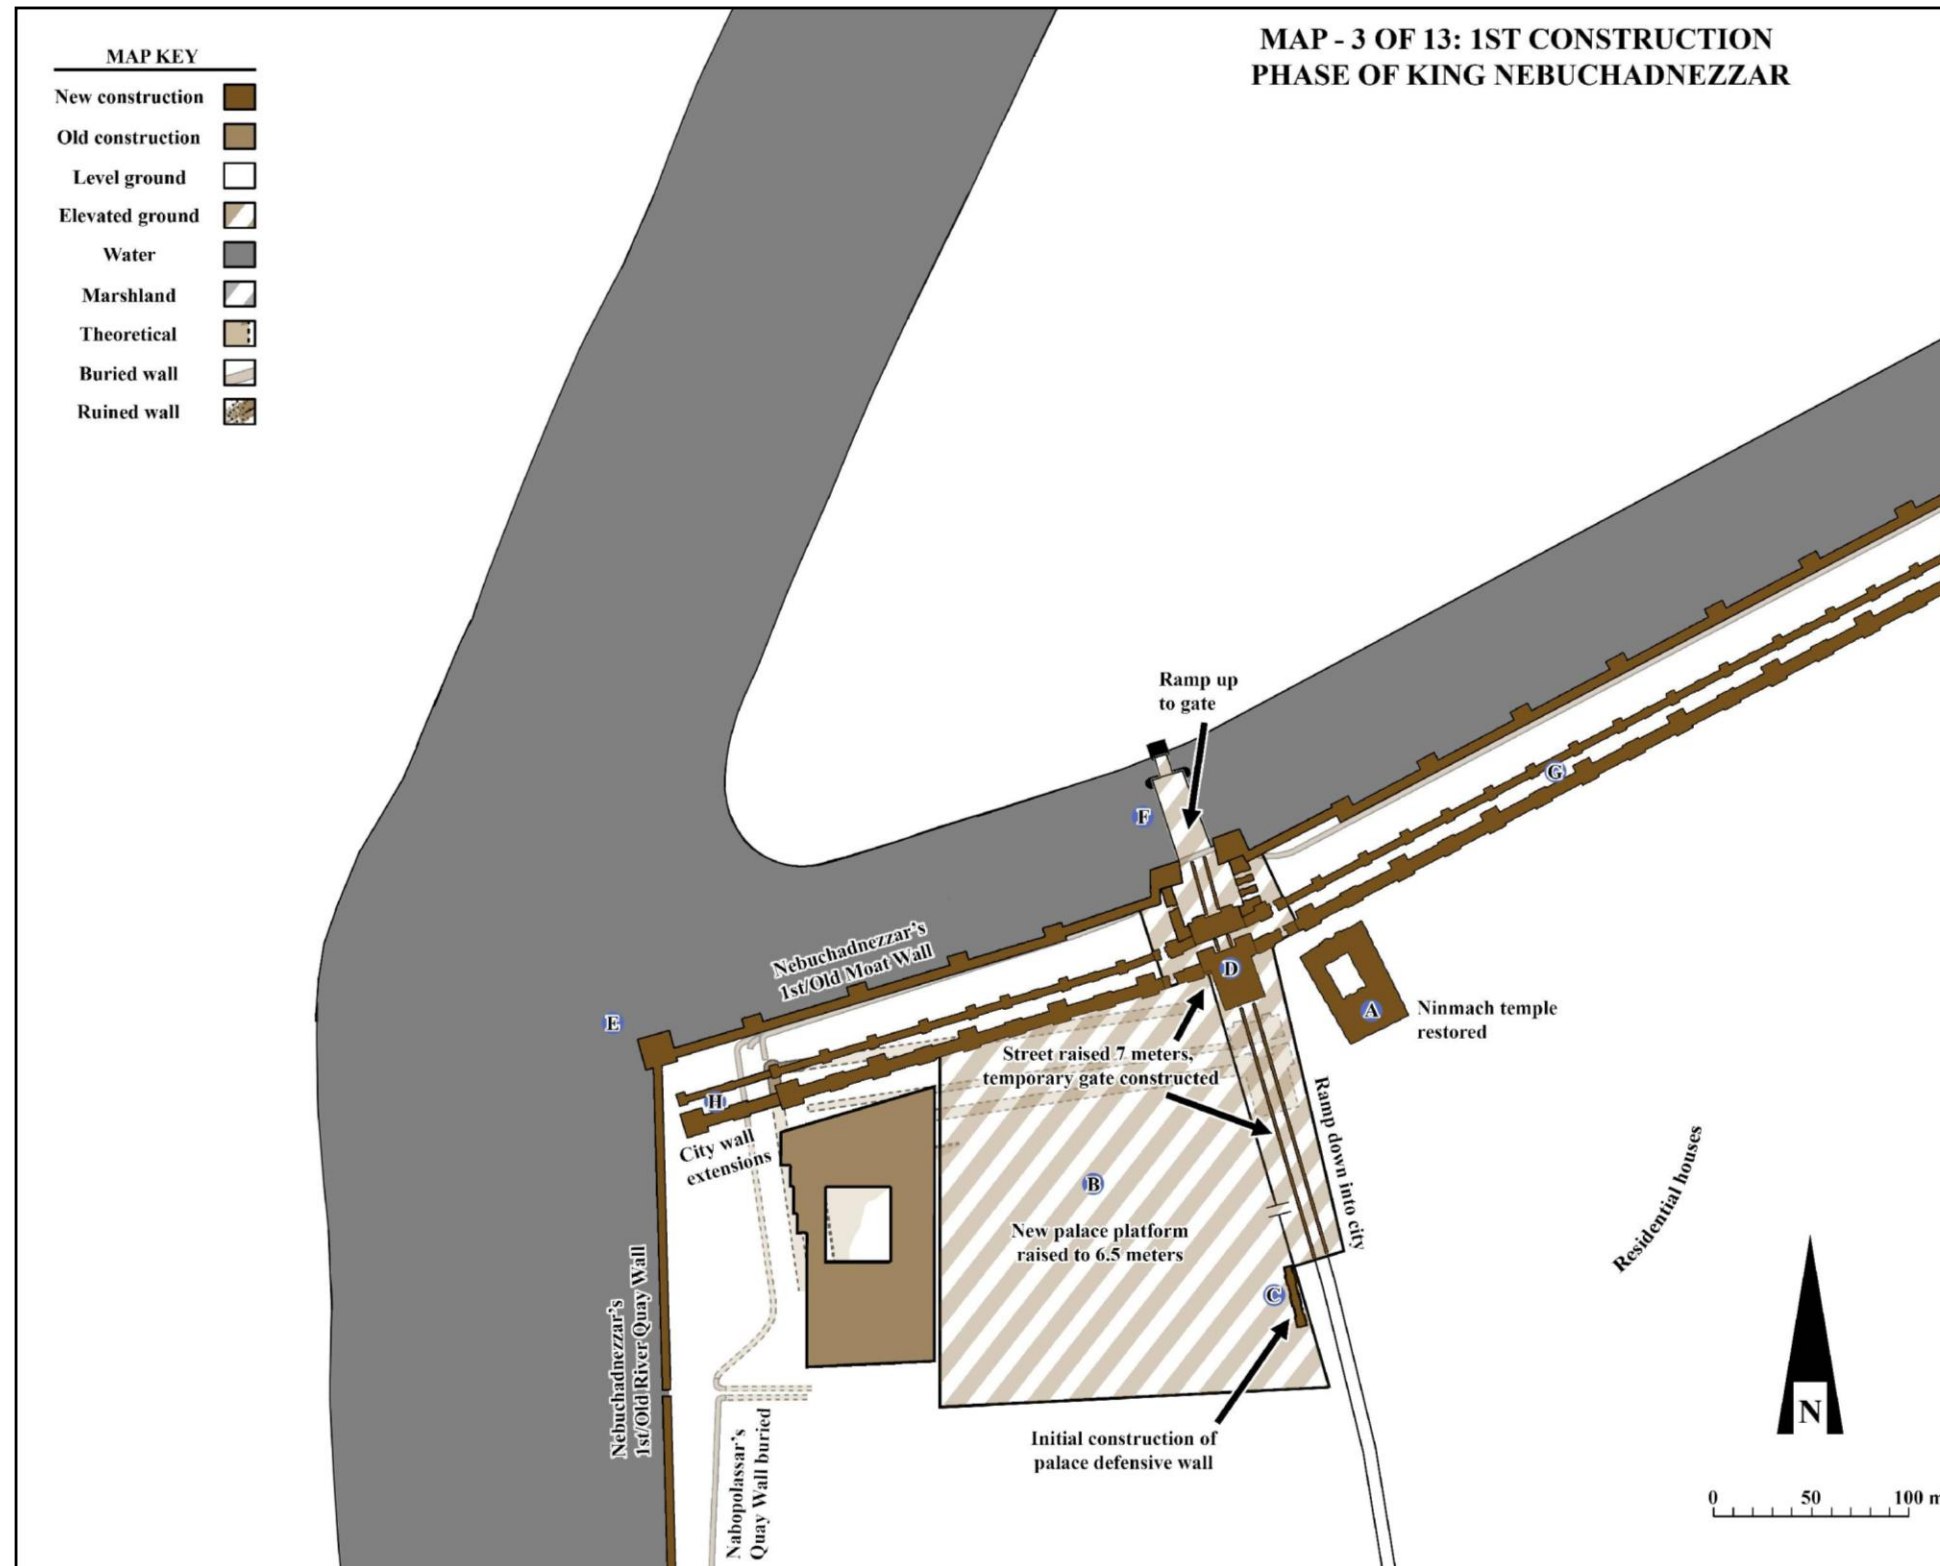 MAP - 3 OF 13: 1ST CONSTRUCTION
PHASE OF KING NEBUCHADNEZZAR
MAP KEY
New construction
Old construction
Level ground
Elevated ground
Water
Marshland
Theoretical
Buried wall
Ruined wall
Ramp up
to gate
G
F
Nebuchadnezzar's
1st/Old Moat Wall
D
A
Ninmach temple
restored
E
Street raised 7 meters,
temporary gate constructed
H
City wall
extensions
Ramp down into city
Residential houses
B
New palace platform
raised to 6.5 meters
C
Nebuchadnezzar's
1st/Old River Quay Wall
Nabopolassar's
Quay Wall buried
Initial construction of
palace defensive wall
N
0 50 100 m